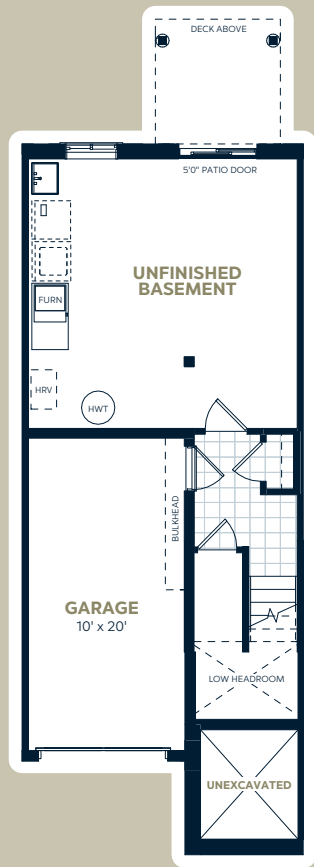 DECK ABOVE
5'0" PATIO DOOR
UNFINISHED
BASEMENT
FURN
HRV
HWT
BULKHEAD
GARAGE
10' x 20'
LOW HEADROOM
UNEXCAVATED